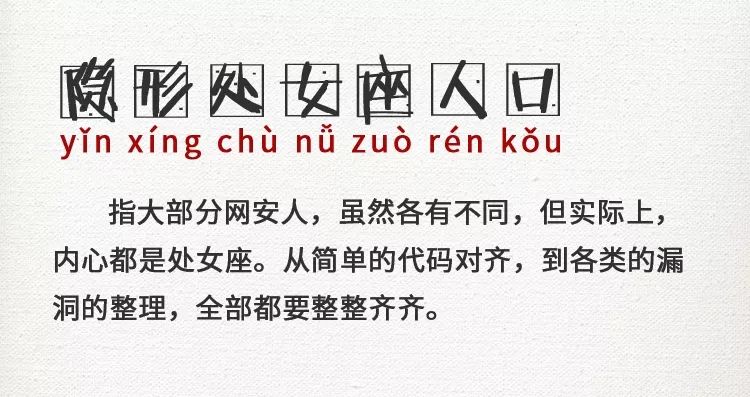 隐形处女座人口
yǐn xíng chù nǚ zuò rén kǒu
指大部分网安人，虽然各有不同，但实际上，
内心都是处女座。从简单的代码对齐，到各类的漏
洞的整理，全部都要整整齐齐。